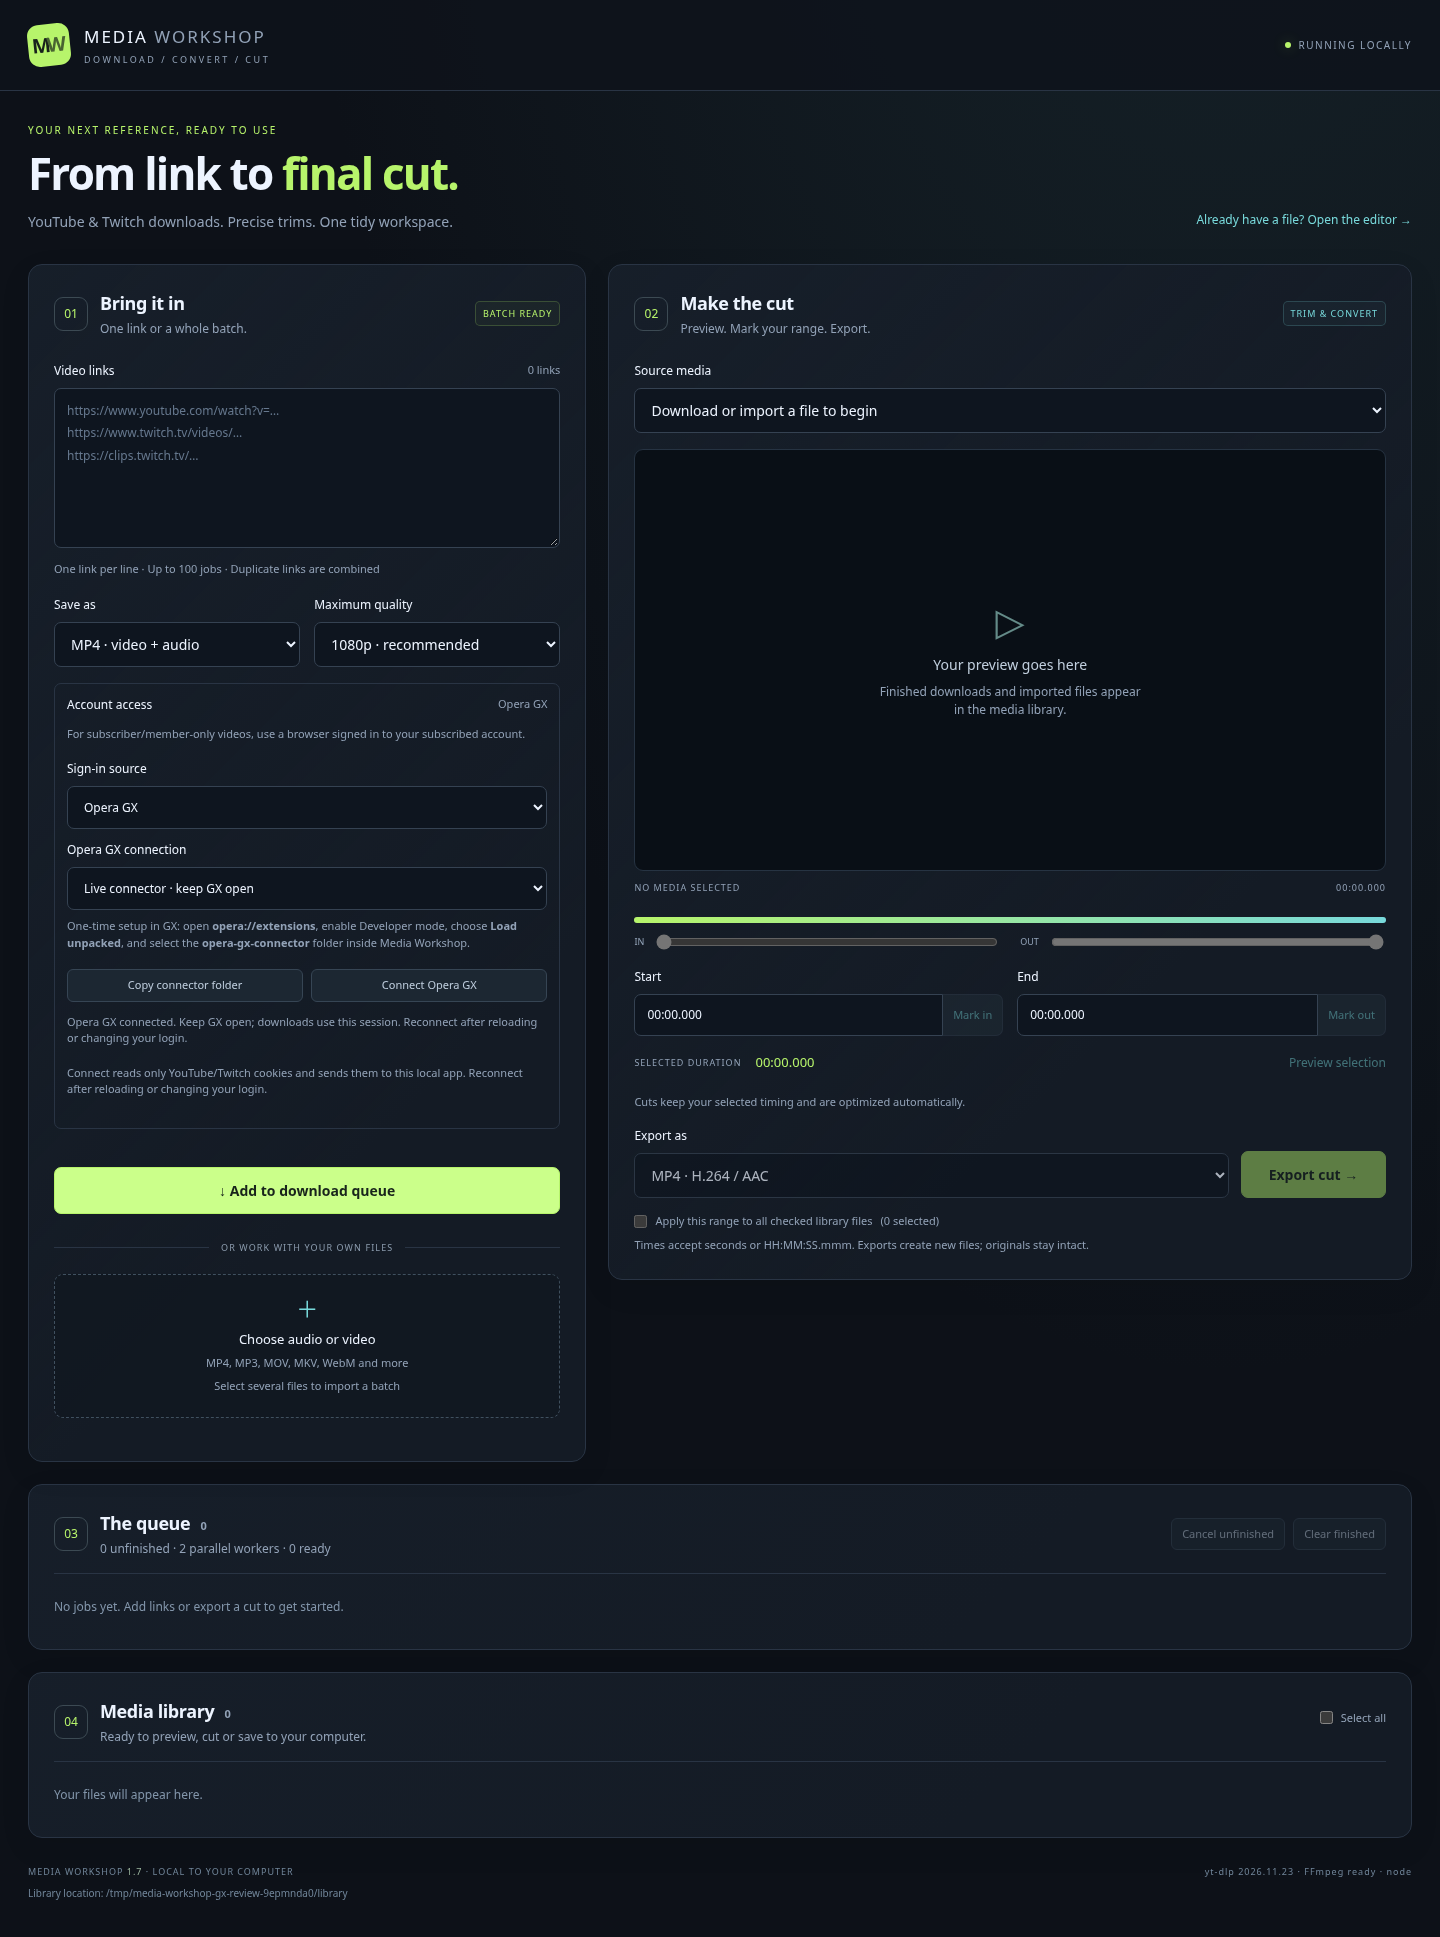 MW
MEDIA WORKSHOP
DOWNLOAD / CONVERT / CUT
RUNNING LOCALLY
YOUR NEXT REFERENCE, READY TO USE
From link to final cut.
YouTube & Twitch downloads. Precise trims. One tidy workspace.
Already have a file? Open the editor →
01
Bring it in
One link or a whole batch.
BATCH READY
Video links
0 links
https://www.youtube.com/watch?v=...
https://www.twitch.tv/videos/...
https://clips.twitch.tv/...
One link per line · Up to 100 jobs · Duplicate links are combined
Save as
Maximum quality
MP4 · video + audio
1080p · recommended
Account access
Opera GX
For subscriber/member-only videos, use a browser signed in to your subscribed account.
Sign-in source
Opera GX
Opera GX connection
Live connector · keep GX open
One-time setup in GX: open opera://extensions, enable Developer mode, choose Load
unpacked, and select the opera-gx-connector folder inside Media Workshop.
Copy connector folder
Connect Opera GX
Opera GX connected. Keep GX open; downloads use this session. Reconnect after reloading
or changing your login.
Connect reads only YouTube/Twitch cookies and sends them to this local app. Reconnect
after reloading or changing your login.
↓ Add to download queue
OR WORK WITH YOUR OWN FILES
+
Choose audio or video
MP4, MP3, MOV, MKV, WebM and more
Select several files to import a batch
02
Make the cut
Preview. Mark your range. Export.
TRIM & CONVERT
Source media
Download or import a file to begin
Your preview goes here
Finished downloads and imported files appear
in the media library.
NO MEDIA SELECTED
00:00.000
IN
OUT
Start
End
00:00.000
Mark in
00:00.000
Mark out
SELECTED DURATION 00:00.000
Preview selection
Cuts keep your selected timing and are optimized automatically.
Export as
MP4 · H.264 / AAC
Export cut →
Apply this range to all checked library files (0 selected)
Times accept seconds or HH:MM:SS.mmm. Exports create new files; originals stay intact.
03
The queue 0
0 unfinished · 2 parallel workers · 0 ready
Cancel unfinished
Clear finished
No jobs yet. Add links or export a cut to get started.
04
Media library 0
Ready to preview, cut or save to your computer.
Select all
Your files will appear here.
MEDIA WORKSHOP 1.7 · LOCAL TO YOUR COMPUTER
yt-dlp 2026.11.23 · FFmpeg ready · node
Library location: /tmp/media-workshop-gx-review-9epmnda0/library